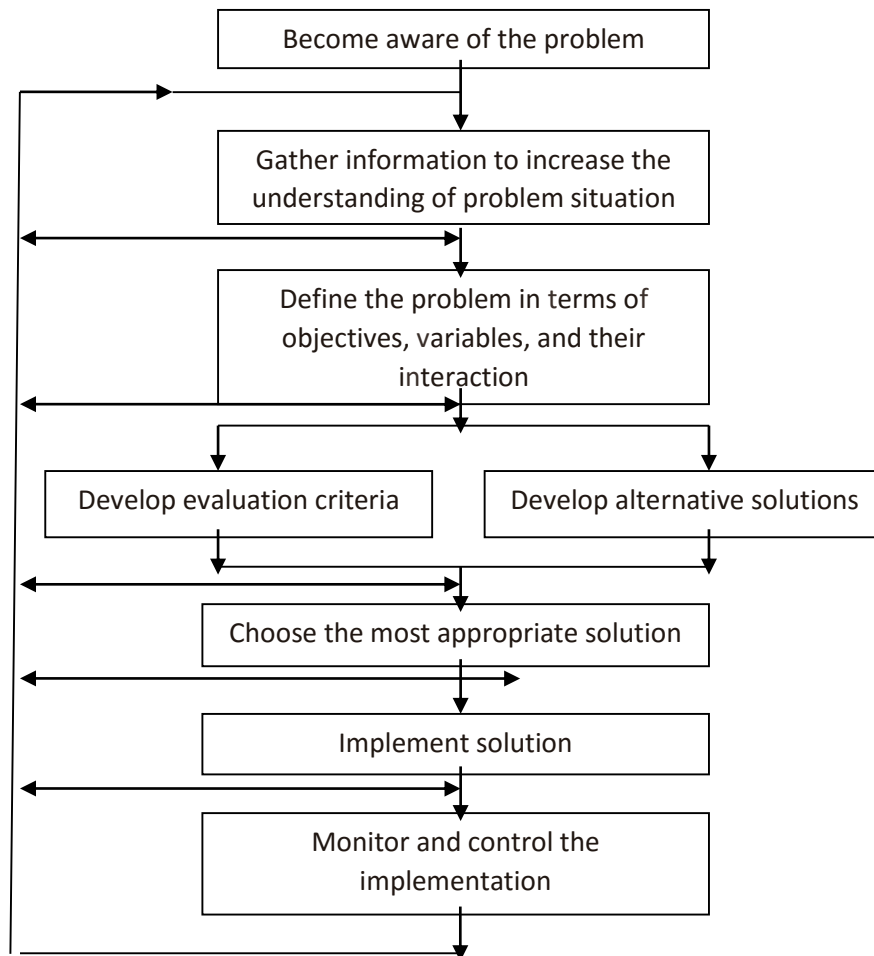 Become aware of the problem
Gather information to increase the
understanding of problem situation
Define the problem in terms of
objectives, variables, and their
interaction
Develop evaluation criteria
Develop alternative solutions
Choose the most appropriate solution
Implement solution
Monitor and control the
implementation